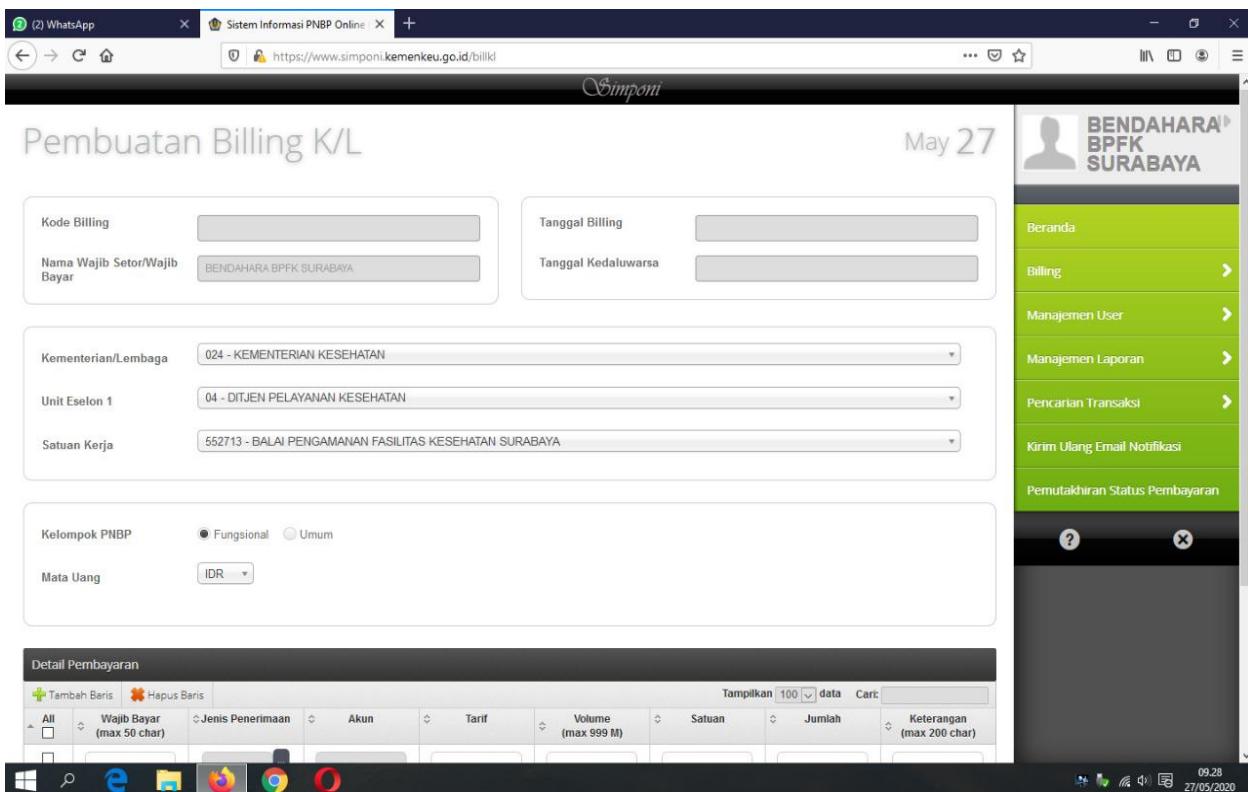 (2) WhatsApp
Sistem Informasi PNBP Online
https://www.simponi.kemenkeu.go.id/billkl
Simponi
Pembuatan Billing K/L
May 27
BENDAHARA BPFK SURABAYA
Kode Billing
Tanggal Billing
Nama Wajib Setor/Wajib Bayar
BENDAHARA BPFK SURABAYA
Tanggal Kedaluwarsa
Kementerian/Lembaga
024 - KEMENTERIAN KESEHATAN
Unit Eselon 1
04 - DITJEN PELAYANAN KESEHATAN
Satuan Kerja
552713 - BALAI PENGAMANAN FASILITAS KESEHATAN SURABAYA
Kelompok PNBP
Fungsional
Umum
Mata Uang
IDR
Beranda
Billing
Manajemen User
Manajemen Laporan
Pencarian Transaksi
Kirim Ulang Email Notifikasi
Pemutakhiran Status Pembayaran
Detail Pembayaran
Tambah Baris
Hapus Baris
Tampilkan 100 data
Cari:
All
Wajib Bayar (max 50 char)
Jenis Penerimaan
Akun
Tarif
Volume (max 999 M)
Satuan
Jumlah
Keterangan (max 200 char)
09.28
27/05/2020